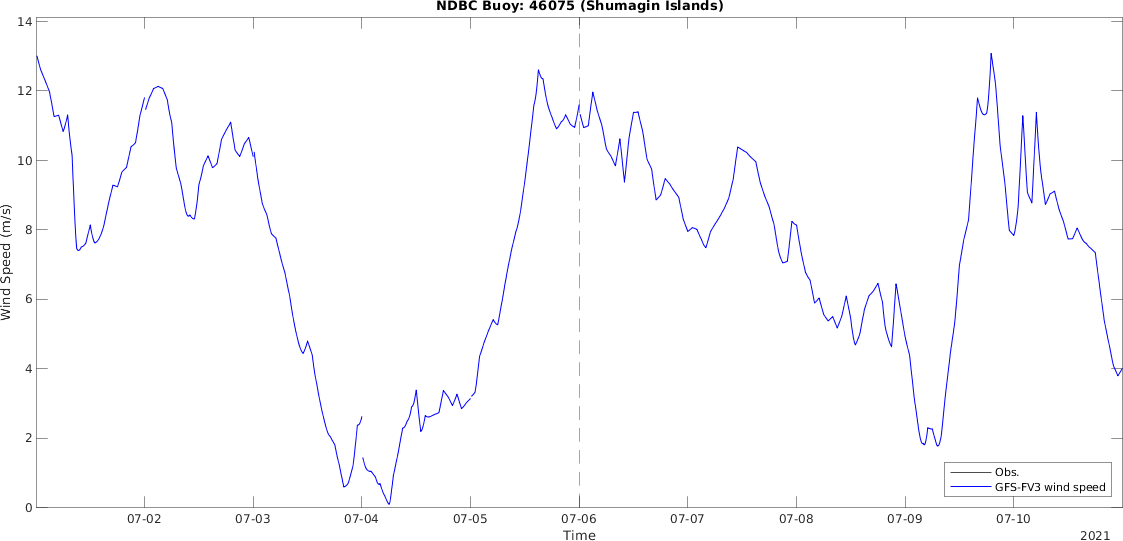 NDBC Buoy: 46075 (Shumagin Islands)
14
12
10
8
6
4
2
0
Wind Speed (m/s)
Obs.
GFS-FV3 wind speed
07-02 07-03 07-04 07-05 07-06 07-07 07-08 07-09 07-10
Time
2021